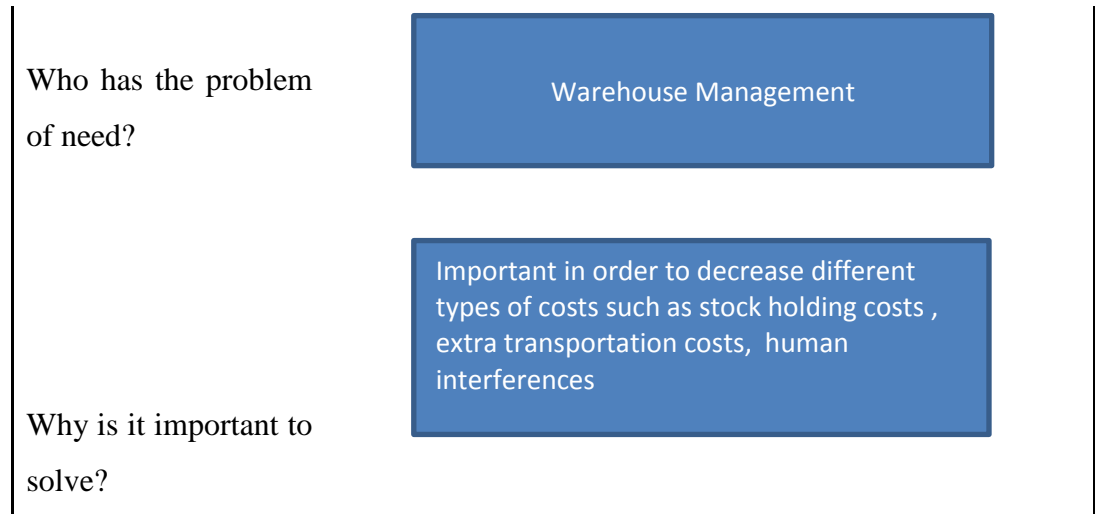 Who has the problem
of need?
Warehouse Management
Important in order to decrease different
types of costs such as stock holding costs ,
extra transportation costs, human
interferences
Why is it important to
solve?